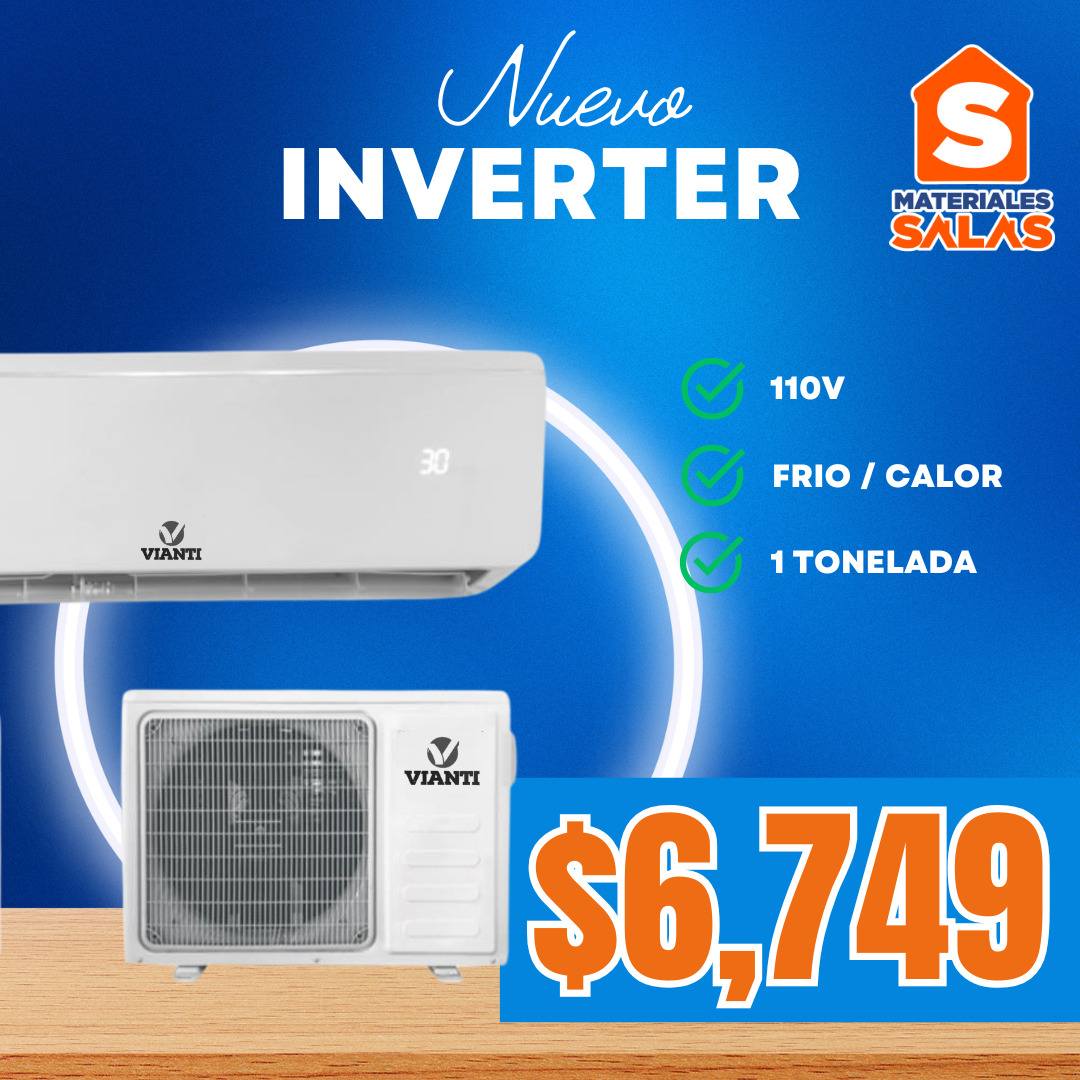 Nuevo
INVERTER
S
MATERIALES
SALAS
110V
FRIO / CALOR
1 TONELADA
30
VIANTI
VIANTI
$6,749